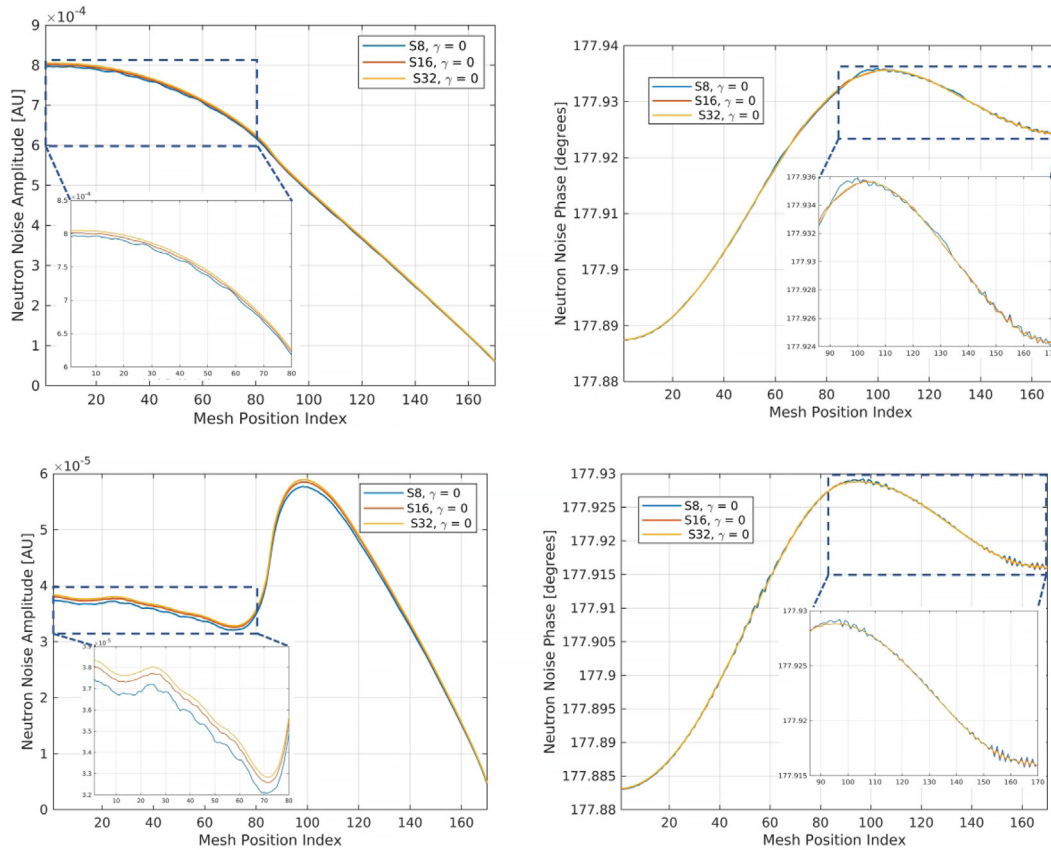 ×10⁻⁴
9
8
7
6
5
4
3
2
1
0
20 40 60 80 100 120 140 160
Mesh Position Index
Neutron Noise Amplitude [AU]
S8, γ = 0
S16, γ = 0
S32, γ = 0
×10⁻⁴
8.5
8
7.5
7
6.5
6
10 20 30 40 50 60 70 80
177.94
177.93
177.92
177.91
177.9
177.89
177.88
0 20 40 60 80 100 120 140 160
Mesh Position Index
Neutron Noise Phase [degrees]
S8, γ = 0
S16, γ = 0
S32, γ = 0
177.936
177.934
177.932
177.93
177.928
177.926
177.924
90 100 110 120 130 140 150 160
×10⁻⁵
6
5
4
3
2
1
0
20 40 60 80 100 120 140 160
Mesh Position Index
Neutron Noise Amplitude [AU]
S8, γ = 0
S16, γ = 0
S32, γ = 0
3.9
3.8
3.7
3.6
3.5
3.4
3.3
3.2
10 20 30 40 50 60 70 80
177.93
177.925
177.92
177.915
177.91
177.905
177.9
177.895
177.89
177.885
177.88
0 20 40 60 80 100 120 140 160
Mesh Position Index
Neutron Noise Phase [degrees]
S8, γ = 0
S16, γ = 0
S32, γ = 0
177.93
177.925
177.92
177.915
90 100 110 120 130 140 150 160 170